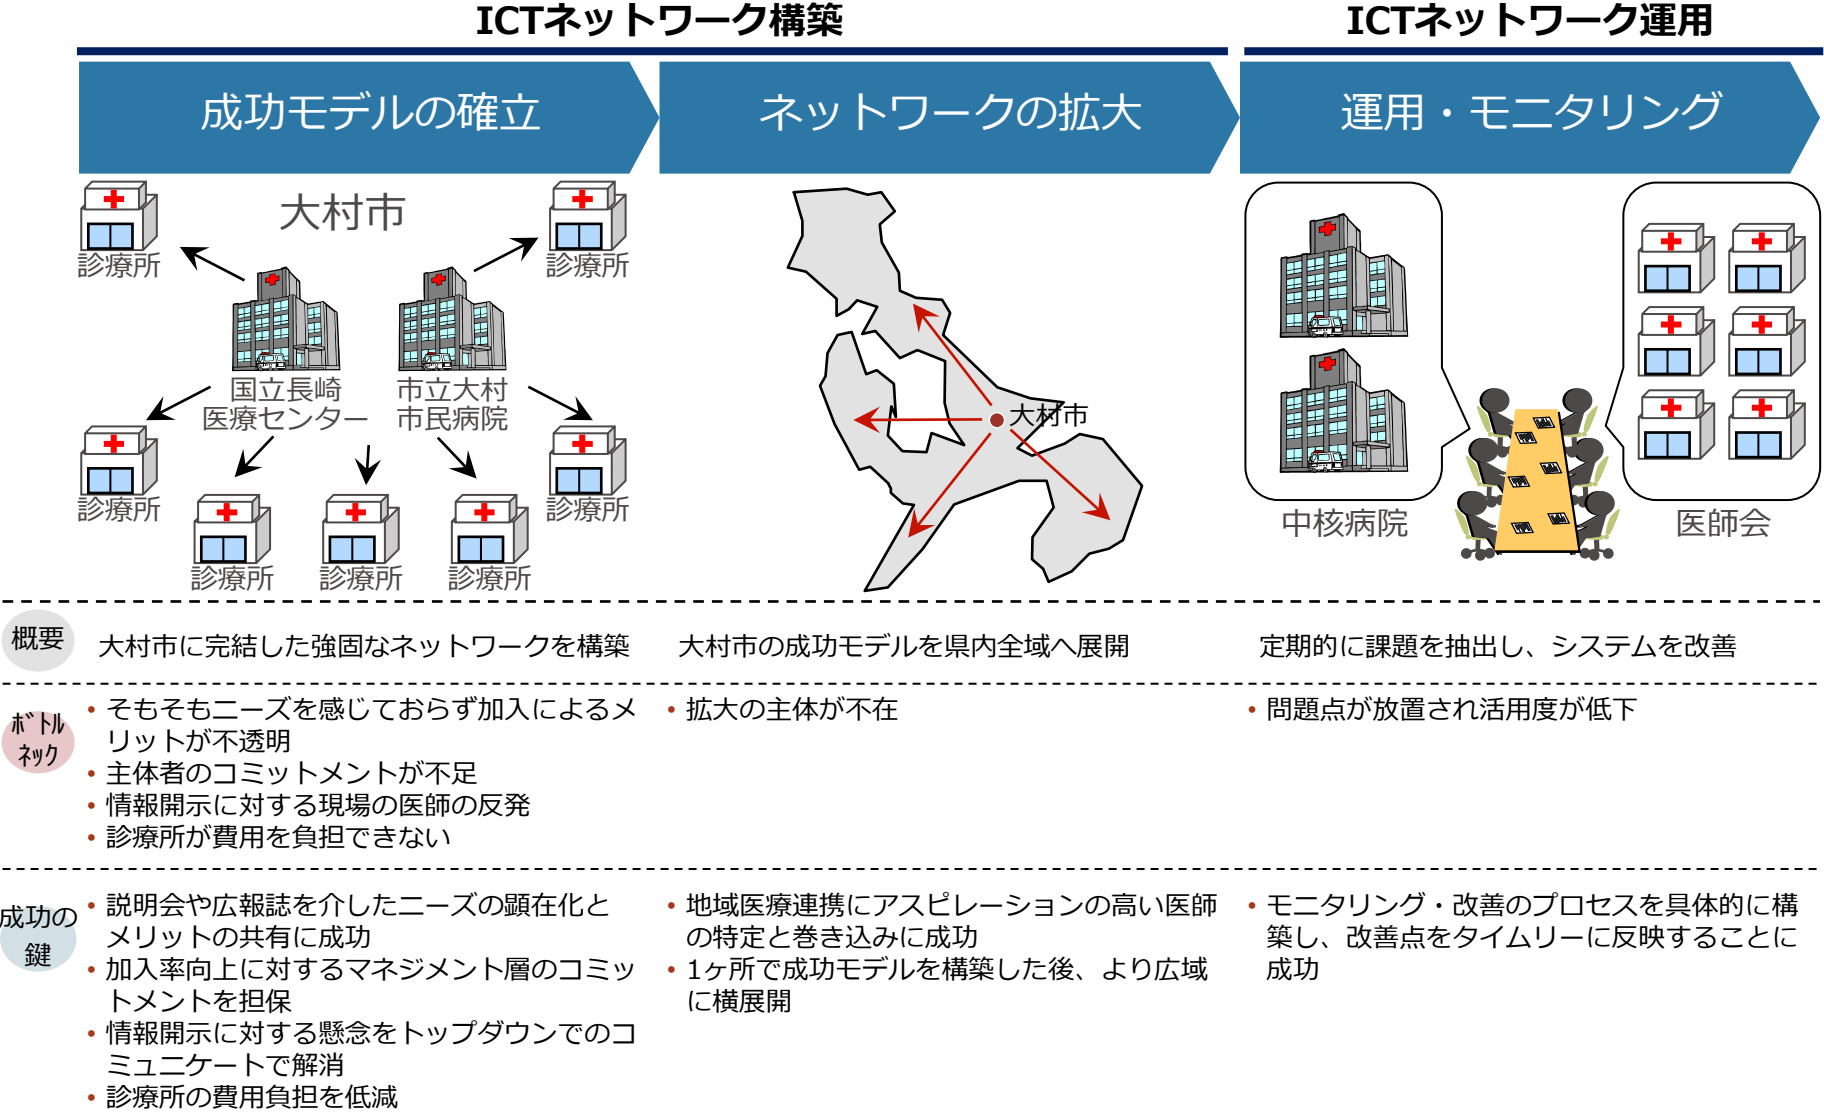 ICTネットワーク構築
ICTネットワーク運用
成功モデルの確立
ネットワークの拡大
運用・モニタリング
大村市
診療所
診療所
国立長崎
医療センター
市立大村
市民病院
診療所
診療所
診療所
診療所
診療所
大村市
中核病院
医師会
概要
大村市に完結した強固なネットワークを構築
大村市の成功モデルを県内全域へ展開
定期的に課題を抽出し、システムを改善
ﾎﾞﾄﾙ
ﾈｯｸ
• そもそもニーズを感じておらず加入によるメ
リットが不透明
• 主体者のコミットメントが不足
• 情報開示に対する現場の医師の反発
• 診療所が費用を負担できない
• 拡大の主体が不在
• 問題点が放置され活用度が低下
成功の
鍵
• 説明会や広報誌を介したニーズの顕在化と
メリットの共有に成功
• 加入率向上に対するマネジメント層のコミッ
トメントを担保
• 情報開示に対する懸念をトップダウンでのコ
ミュニケートで解消
• 診療所の費用負担を低減
• 地域医療連携にアスピレーションの高い医師
の特定と巻き込みに成功
• 1ヶ所で成功モデルを構築した後、より広域
に横展開
• モニタリング・改善のプロセスを具体的に構
築し、改善点をタイムリーに反映することに
成功